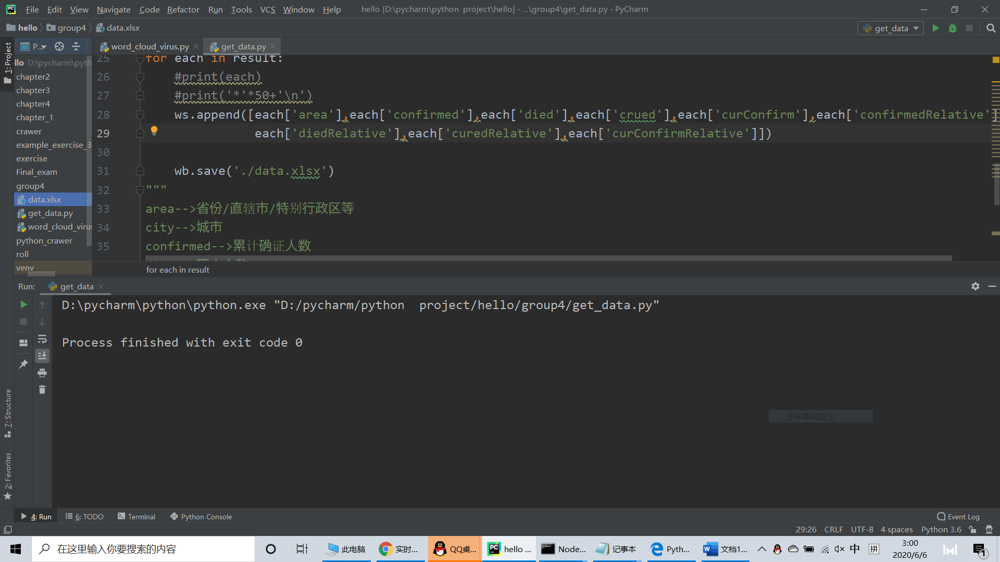 File Edit View Navigate Code Refactor Run Tools VCS Window Help hello [D:\pycharm\python project\hello] - ...\group4\get_data.py - PyCharm
hello group4 data.xlsx get_data
1: Project
P.. word_cloud_virus.py get_data.py
llo D:\pycharm\pyth
chapter2
chapter3
chapter4
chapter_1
crawer
example_exercise_3
exercise
Final_exam
group4
data.xlsx
get_data.py
word_cloud_virus
python_crawer
roll
venv
25 for each in result:
26 #print(each)
27 #print('*'*50+'\n')
28 ws.append([each['area'],each['confirmed'],each['died'],each['crued'],each['curConfirm'],each['confirmedRelative']
29 each['diedRelative'],each['curedRelative'],each['curConfirmRelative']])
30
31 wb.save('./data.xlsx')
32 """
33 area-->省份/直辖市/特别行政区等
34 city-->城市
35 confirmed-->累计确证人数
for each in result
Run: get_data
D:\pycharm\python\python.exe "D:/pycharm/python  project/hello/group4/get_data.py"
Process finished with exit code 0
全屏幕截图(S)
7: Structure
2: Favorites
4: Run 6: TODO Terminal Python Console Event Log
29:26 CRLF UTF-8 4 spaces Python 3.6
在这里输入你要搜索的内容 此电脑 实时... QQ桌... hello ... Node... 记事本 Pyth... 文档1... 中 拼 3:00
2020/6/6 1